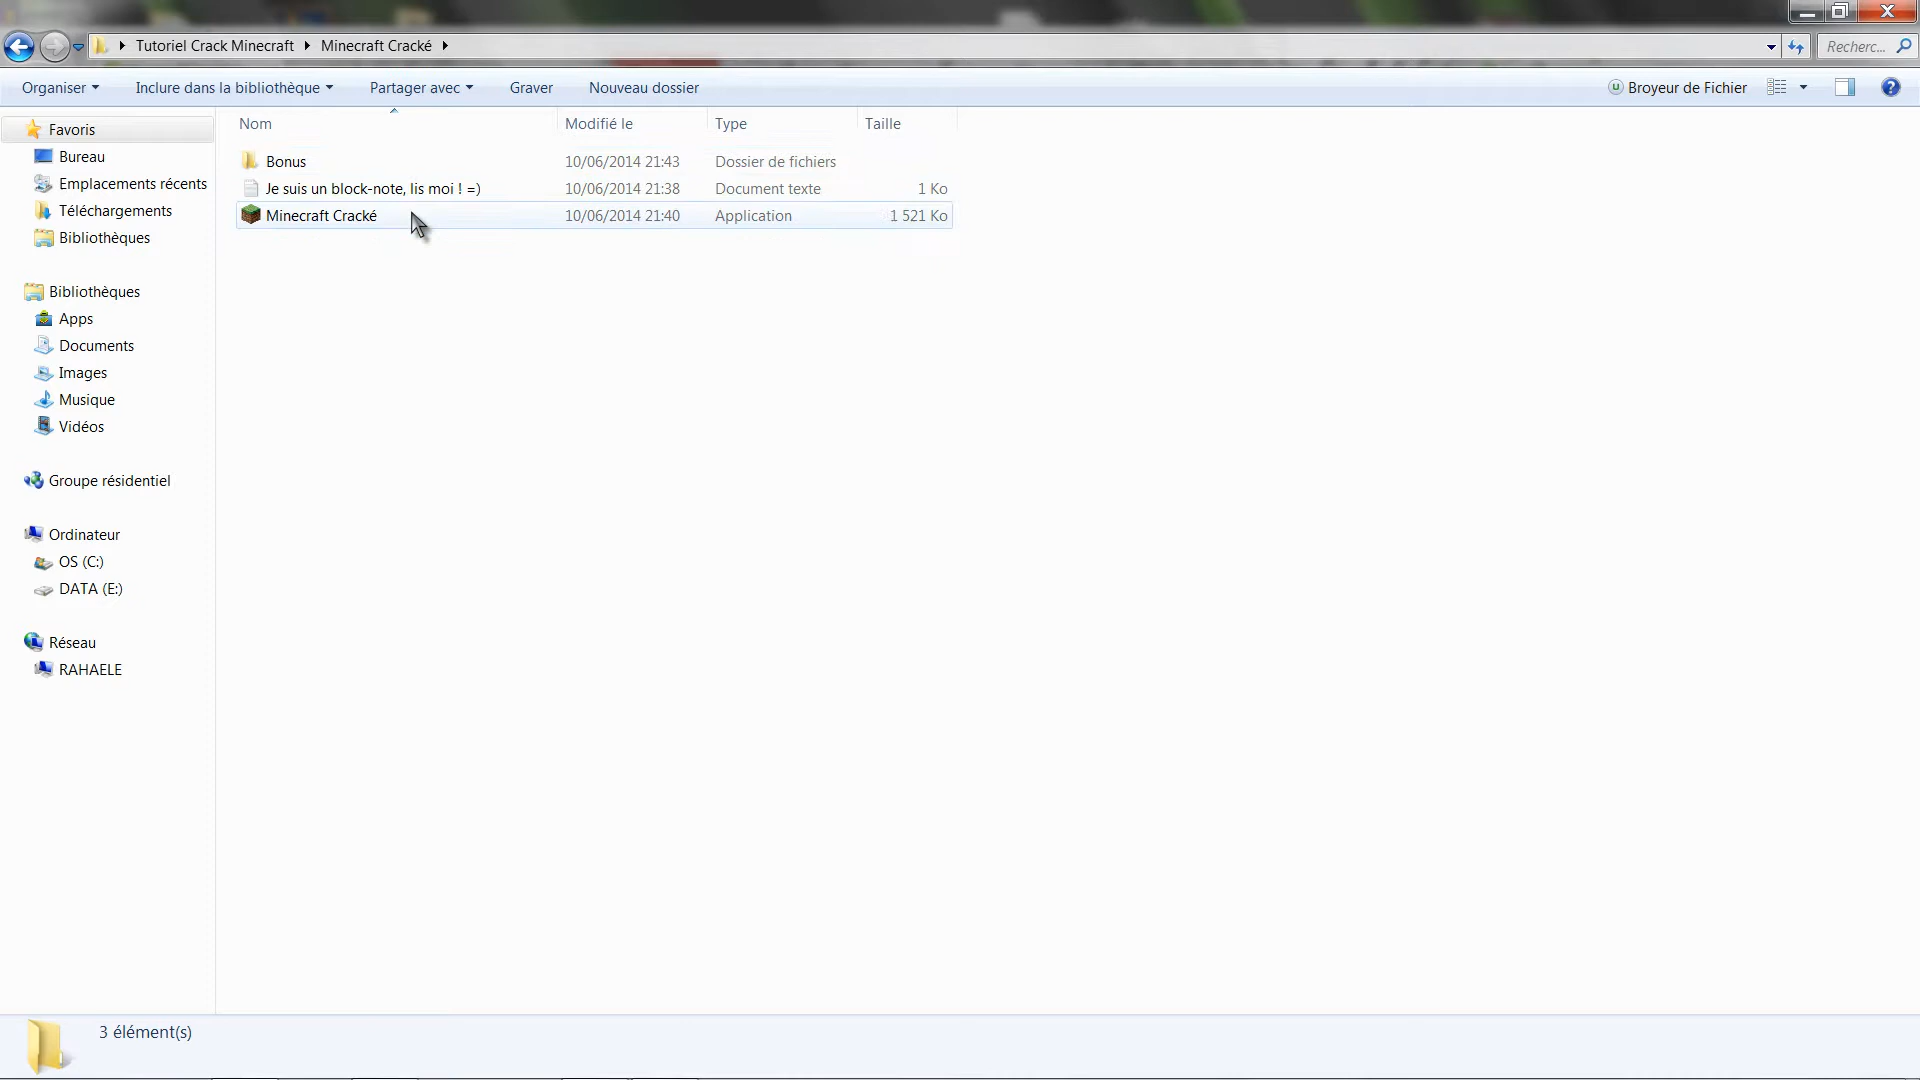 Tutoriel Crack Minecraft Minecraft Cracké
Recherc...
Organiser Inclure dans la bibliothèque Partager avec Graver Nouveau dossier Broyeur de Fichier
Nom Modifié le Type Taille
Bonus 10/06/2014 21:43 Dossier de fichiers
Je suis un block-note, lis moi ! =) 10/06/2014 21:38 Document texte 1 Ko
Minecraft Cracké 10/06/2014 21:40 Application 1 521 Ko
Favoris
Bureau
Emplacements récents
Téléchargements
Bibliothèques
Bibliothèques
Apps
Documents
Images
Musique
Vidéos
Groupe résidentiel
Ordinateur
OS (C:)
DATA (E:)
Réseau
RAHAELE
3 élément(s)